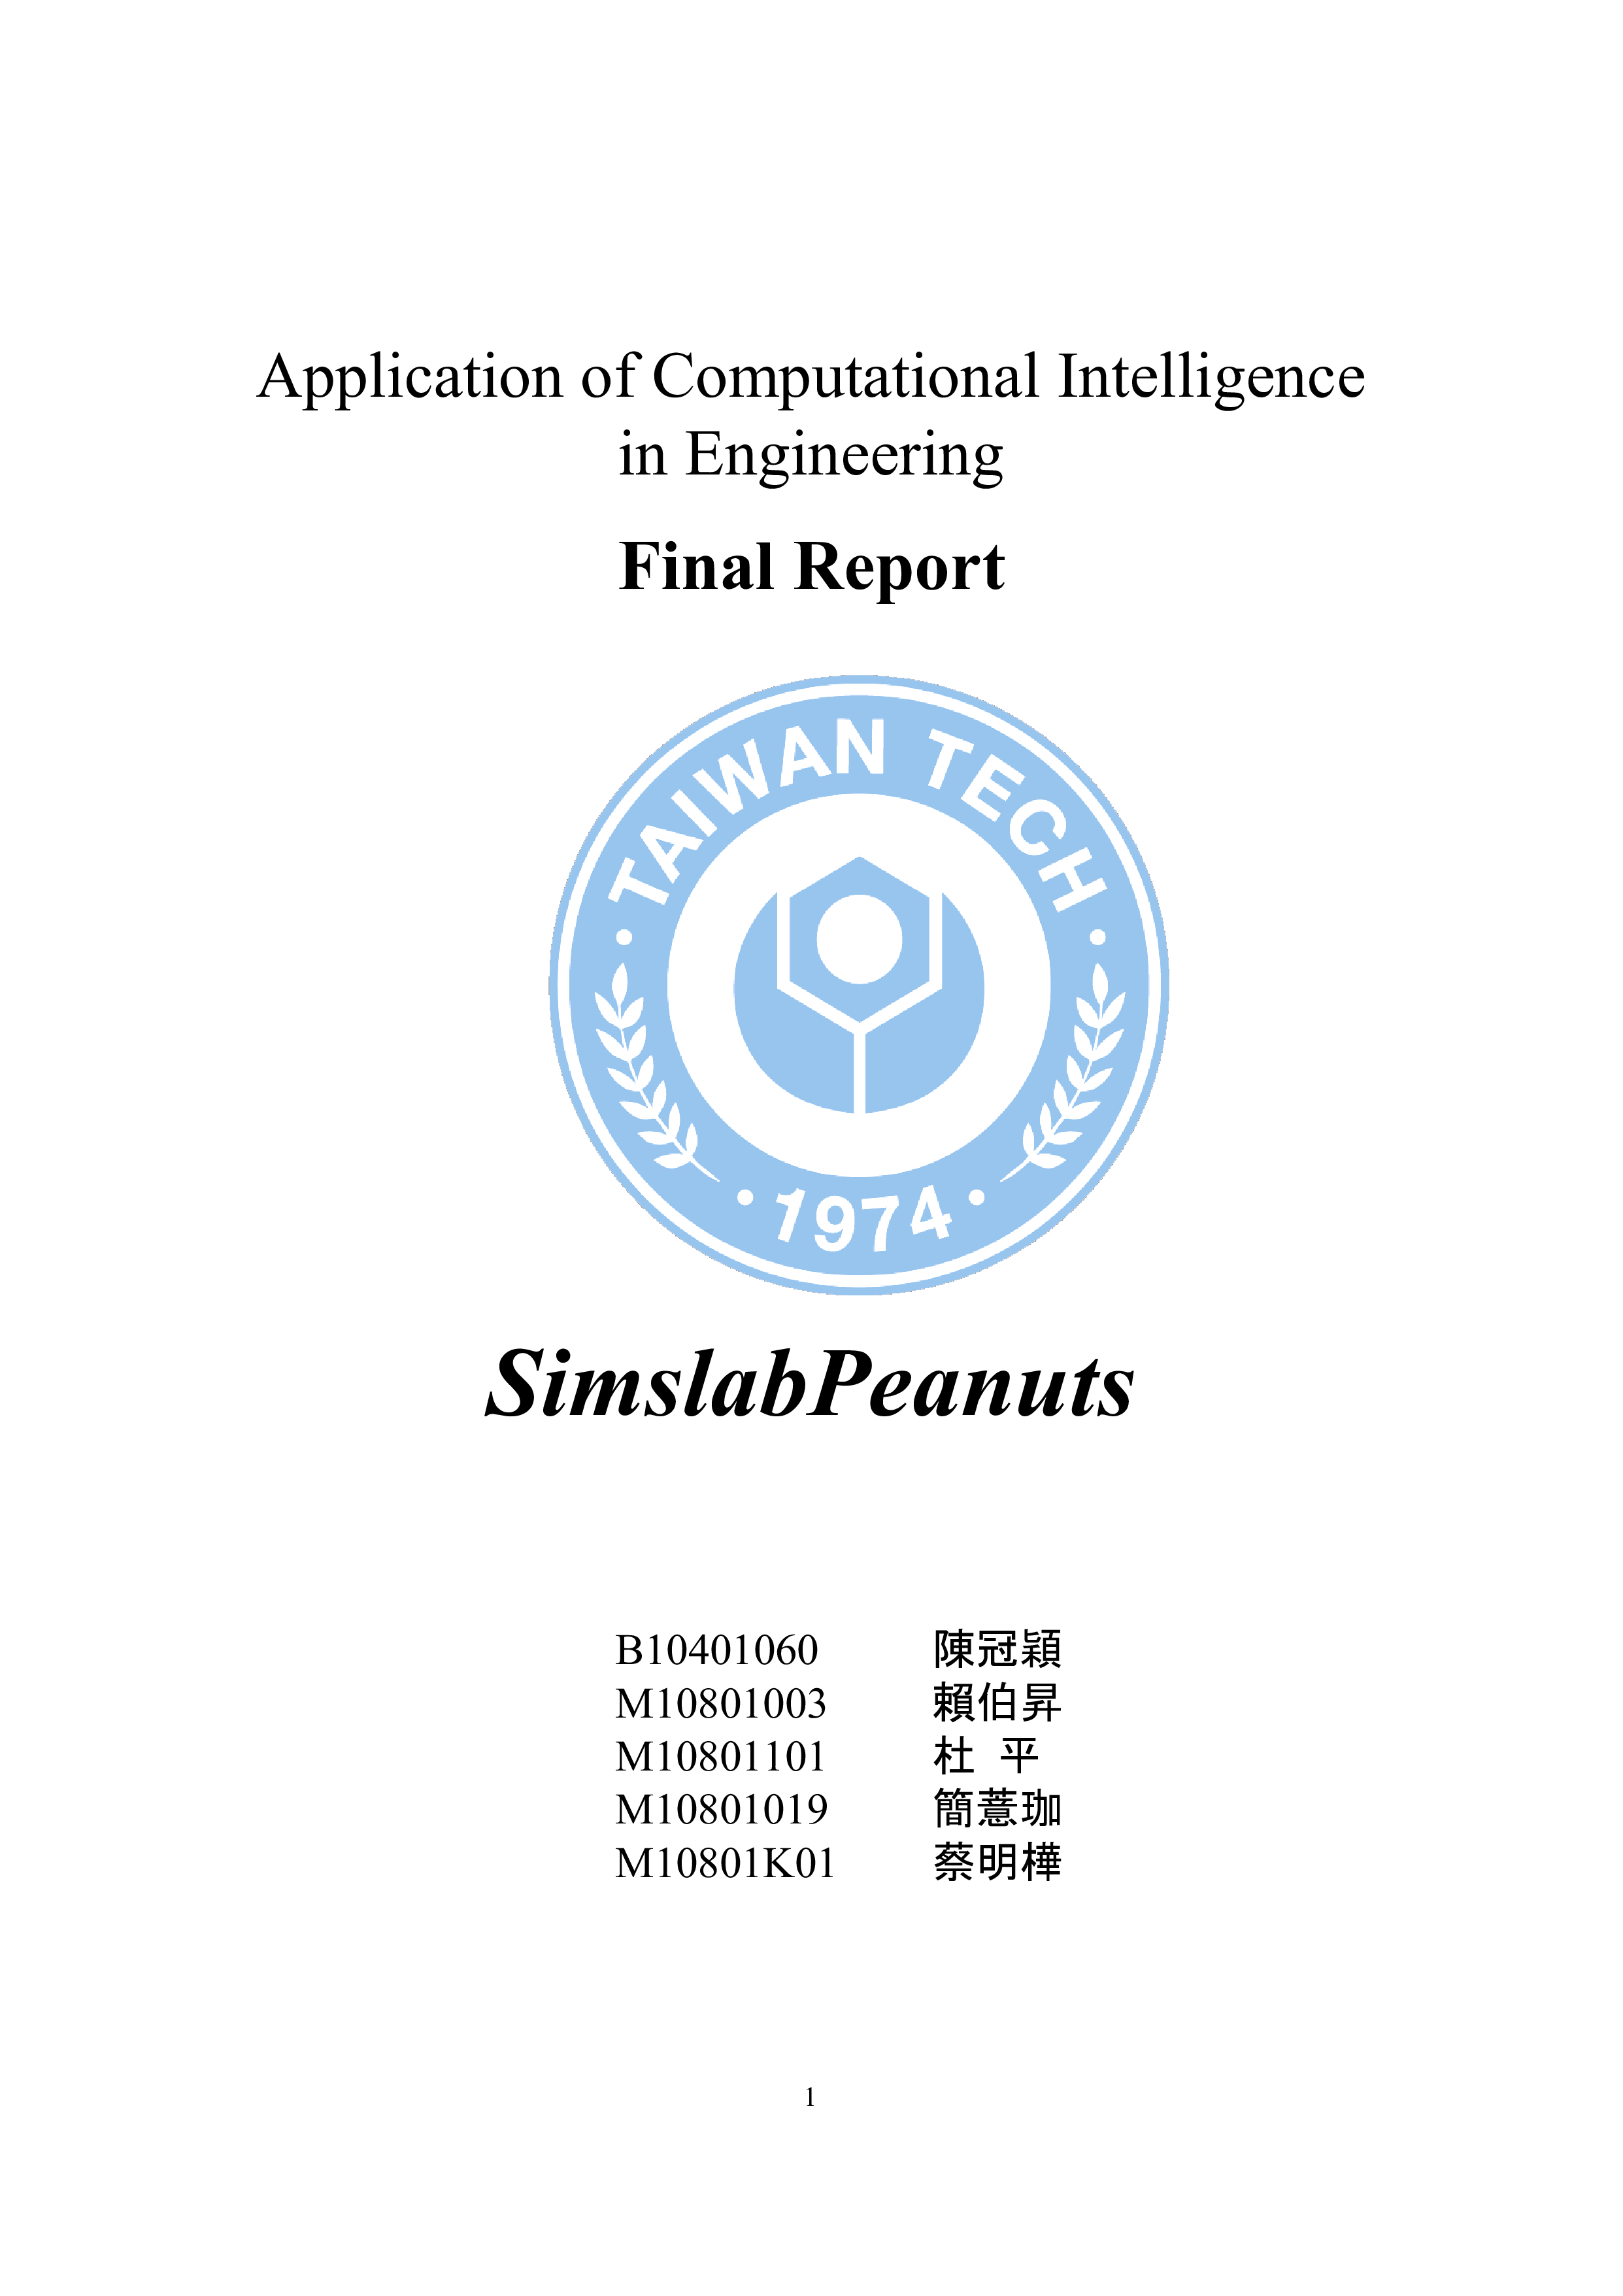 Application of Computational Intelligence
in Engineering
Final Report
TAIWAN TECH
1974
SimslabPeanuts
B10401060 陳冠穎
M10801003 賴伯昇
M10801101 杜 平
M10801019 簡薏珈
M10801K01 蔡明樺
1